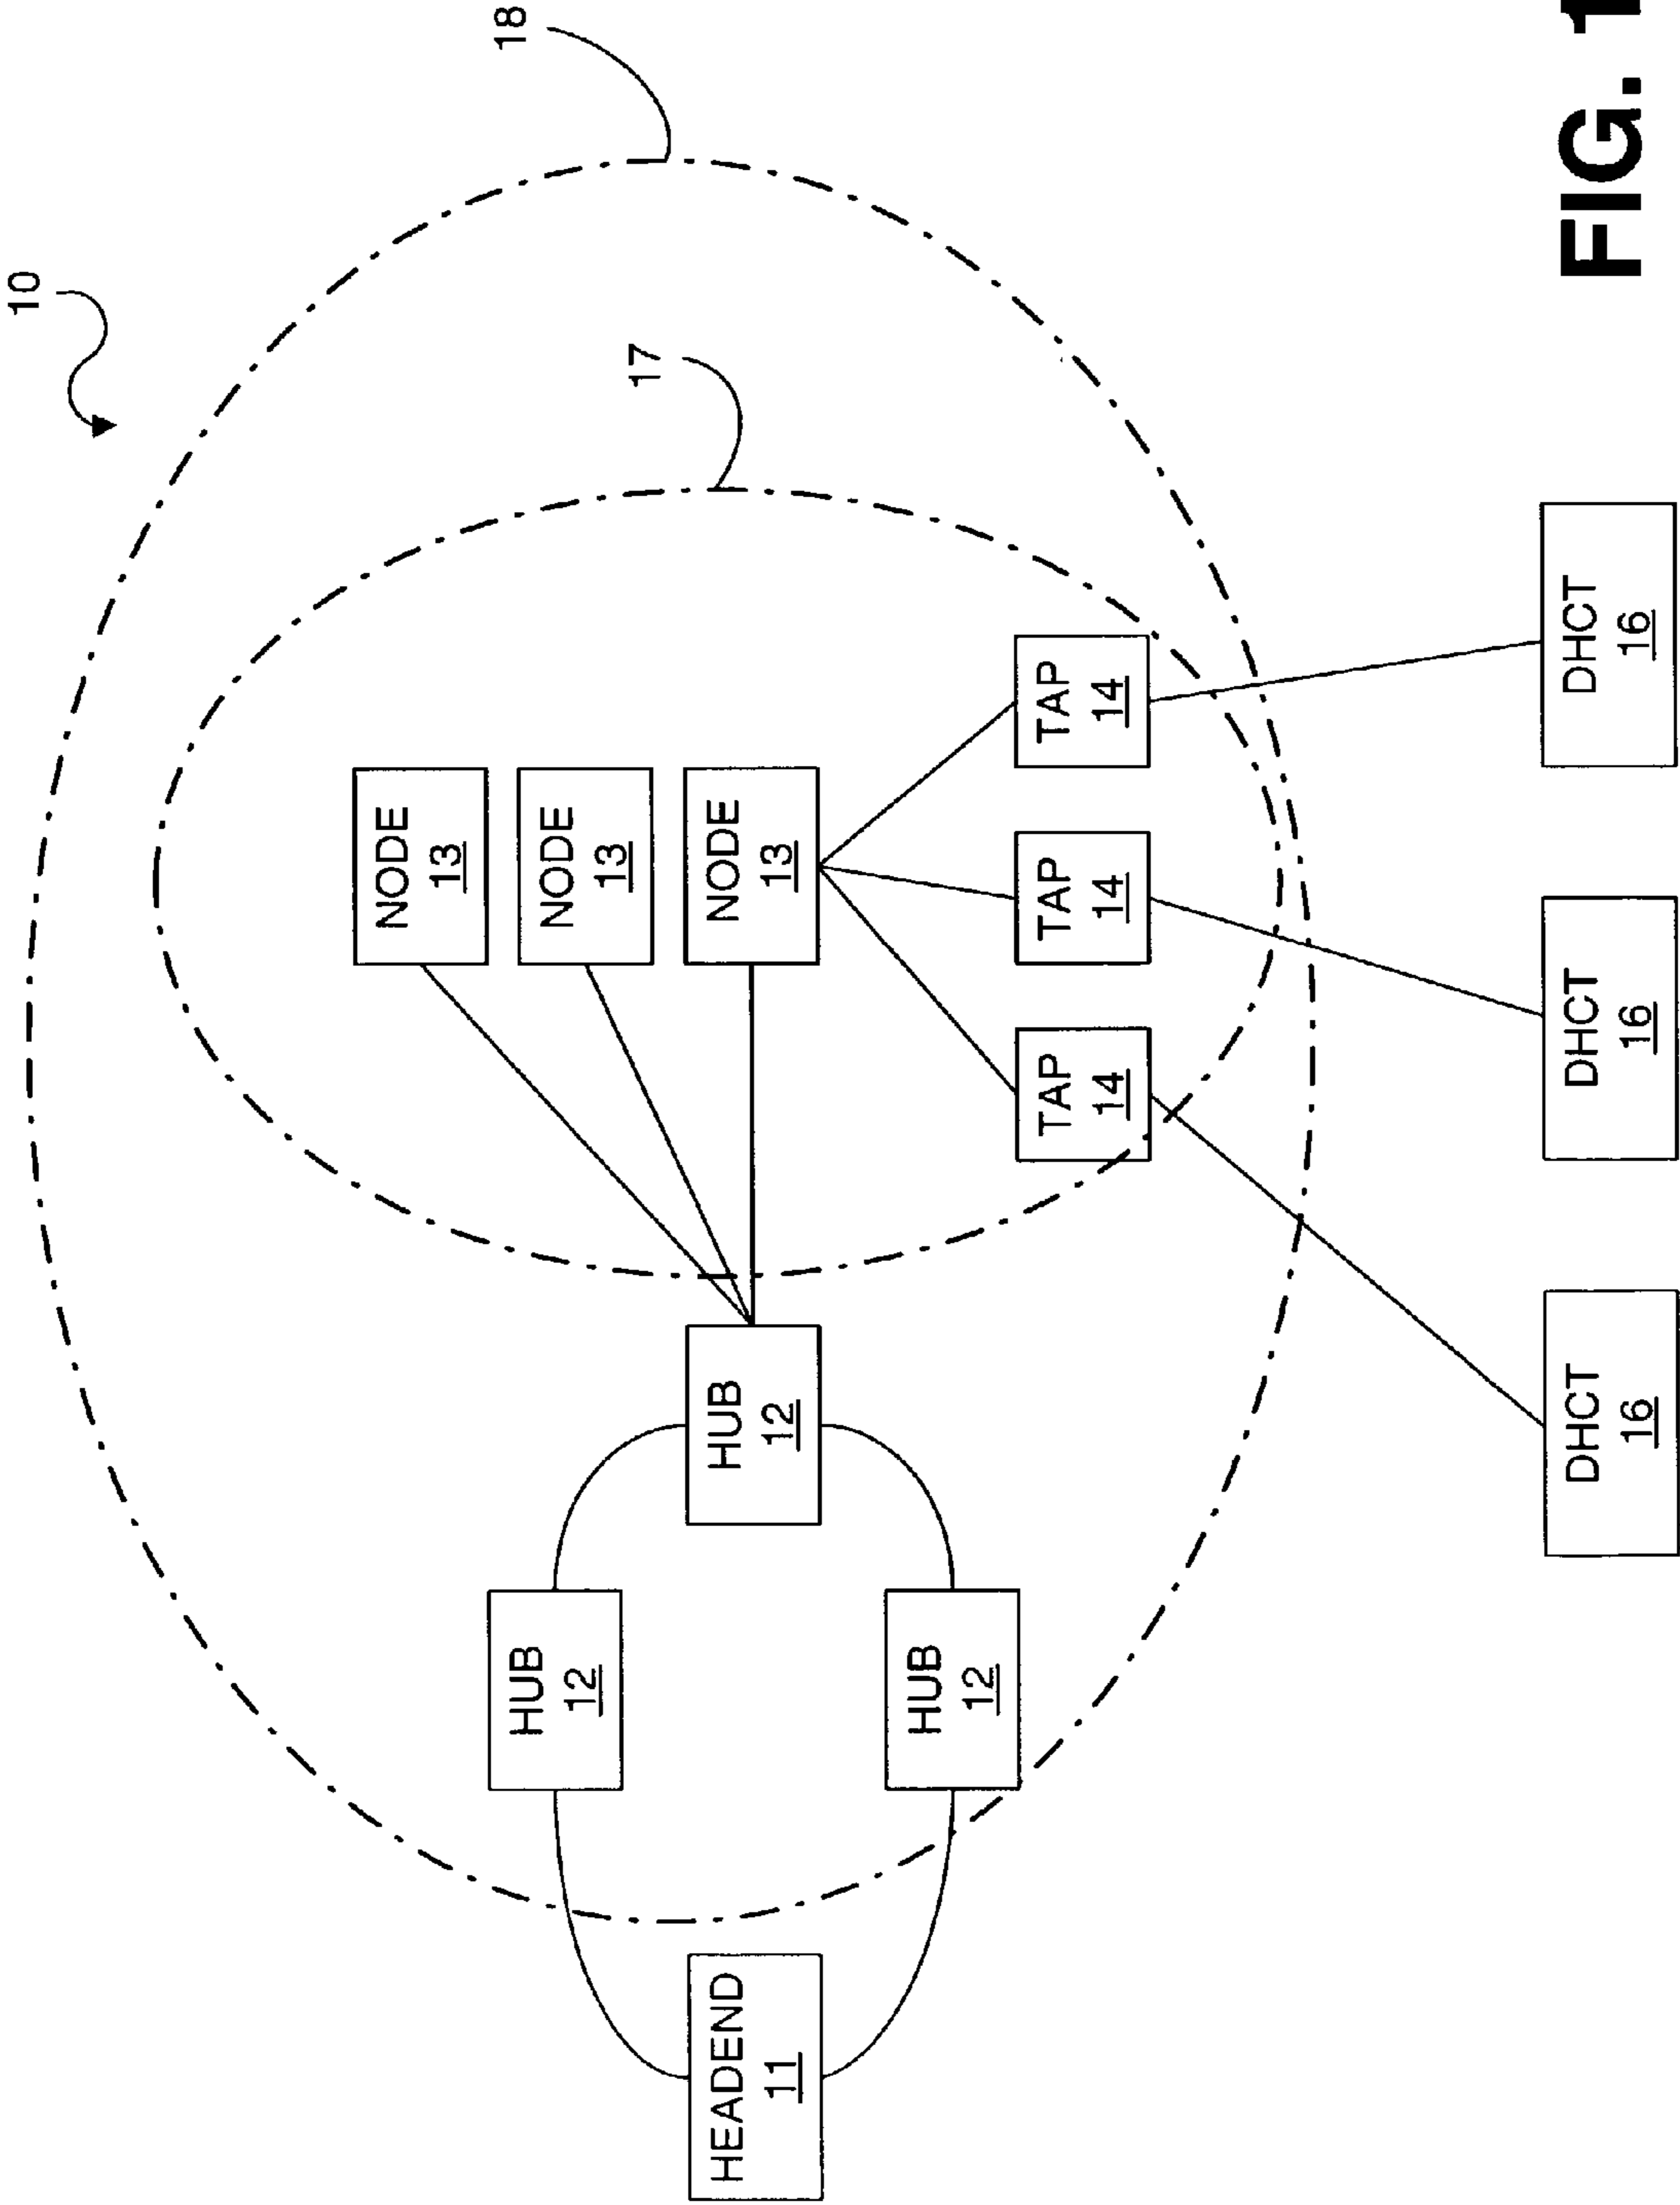 10
18
17
NODE
13
NODE
13
NODE
13
HUB
12
HUB
12
HUB
12
HEADEND
11
TAP
14
TAP
14
TAP
14
DHCT
16
DHCT
16
DHCT
16
FIG. 1